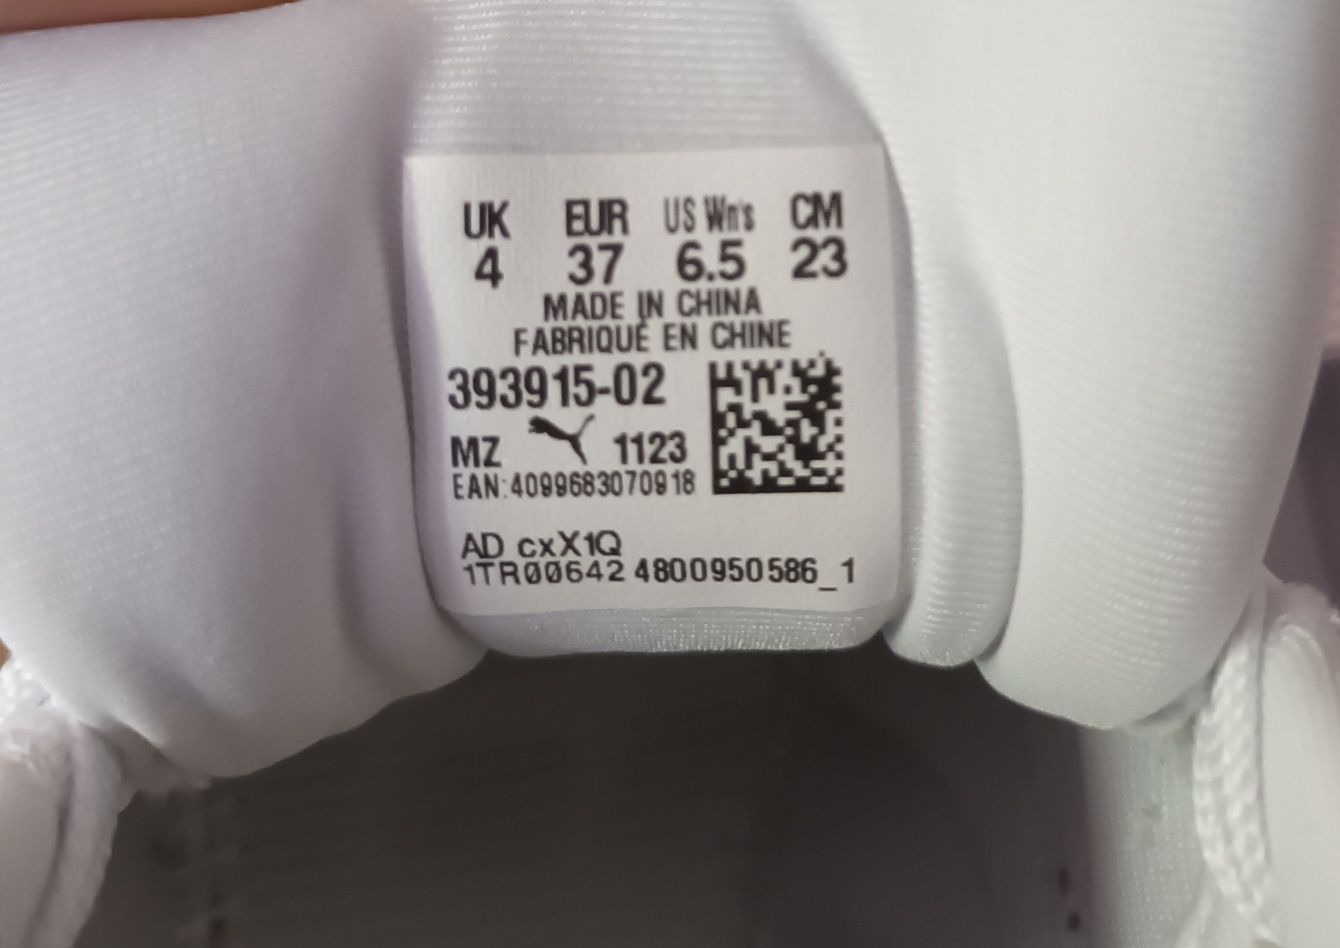 UK EUR US Wn's CM
4 37 6.5 23
MADE IN CHINA
FABRIQUÉ EN CHINE
393915-02
MZ 1123
EAN:4099683070918
AD cxX1Q
1TR00642 4800950586_1